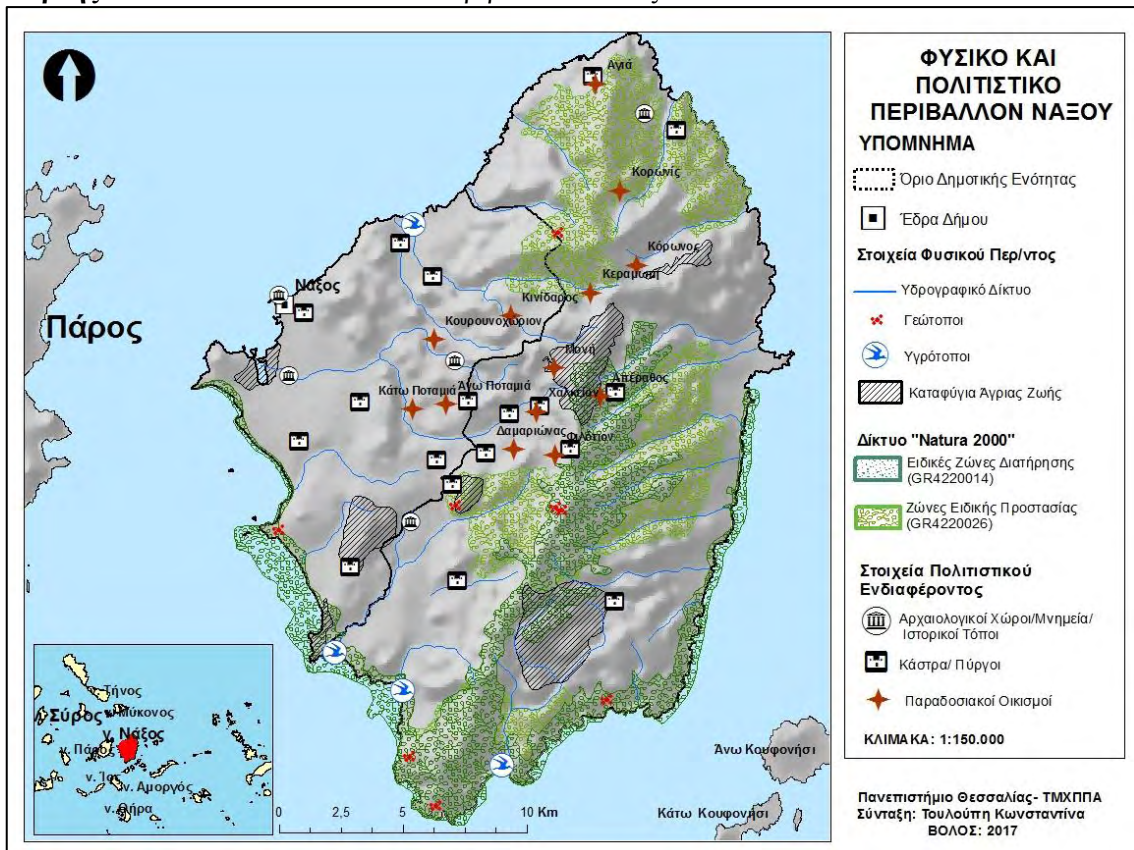 Αγιά
Κορωνίς
Κόρωνος
Κεραμωτή
Κινίδαρος
Νάξος
Κουρουνοχώριον
Πάρος
Μονή
Απέραθος
Κάτω Ποταμιά
Άνω Ποταμιά
Χαλκείον
Δαμαριώνας
Φιλότιον
Άνω Κουφονήσι
Κάτω Κουφονήσι
ν. Τήνος
ν. Σύρος
ν. Μύκονος
ν. Νάξος
ν. Πάρος
ν. Ίος
ν. Αμοργός
ν. Θήρα
0 2,5 5 10 Km
ΦΥΣΙΚΟ ΚΑΙ
ΠΟΛΙΤΙΣΤΙΚΟ
ΠΕΡΙΒΑΛΛΟΝ ΝΑΞΟΥ
ΥΠΟΜΝΗΜΑ
Όριο Δημοτικής Ενότητας
Έδρα Δήμου
Στοιχεία Φυσικού Περ/ντος
Υδρογραφικό Δίκτυο
Γεώτοποι
Υγρότοποι
Καταφύγια Άγριας Ζωής
Δίκτυο "Natura 2000"
Ειδικές Ζώνες Διατήρησης
(GR4220014)
Ζώνες Ειδικής Προστασίας
(GR4220026)
Στοιχεία Πολιτιστικού
Ενδιαφέροντος
Αρχαιολογικοί Χώροι/Μνημεία/
Ιστορικοί Τόποι
Κάστρα/ Πύργοι
Παραδοσιακοί Οικισμοί
ΚΛΙΜΑΚΑ: 1:150.000
Πανεπιστήμιο Θεσσαλίας- ΤΜΧΠΠΑ
Σύνταξη: Τουλούπη Κωνσταντίνα
ΒΟΛΟΣ: 2017